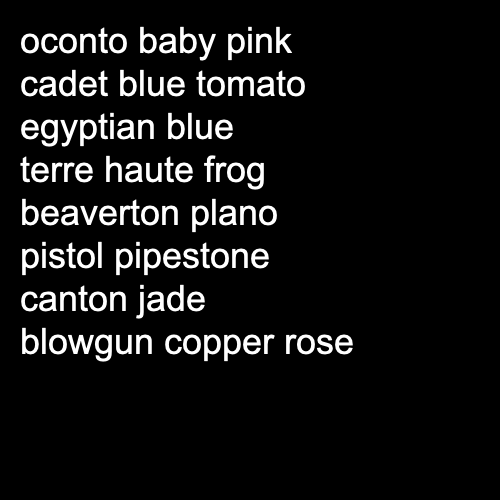 oconto baby pink
cadet blue tomato
egyptian blue
terre haute frog
beaverton plano
pistol pipestone
canton jade
blowgun copper rose